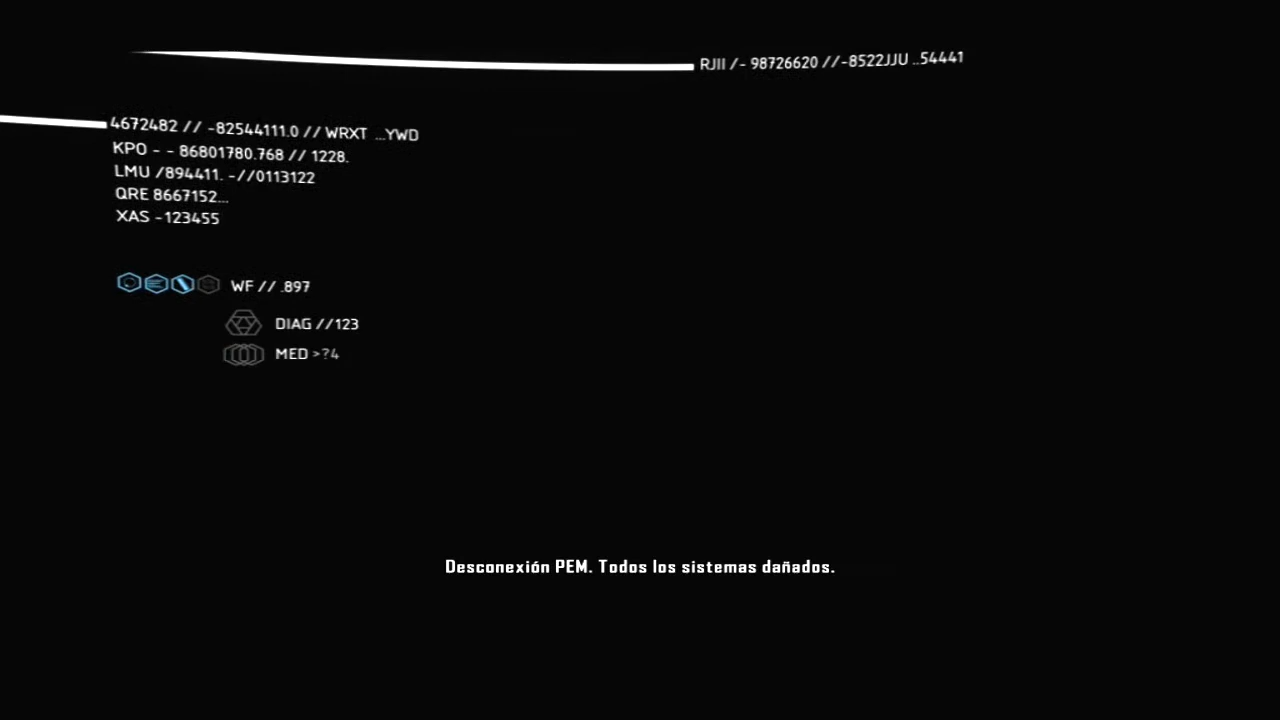 RJII /- 98726620 //-8522JJU ..54441
4672482 // -82544111.0 // WRXT ...YWD
KPO - - 86801780.768 // 1228.
LMU /894411. -//0113122
QRE 8667152...
XAS -123455
WF // .897
DIAG //123
MED >?4
Desconexión PEM. Todos los sistemas dañados.